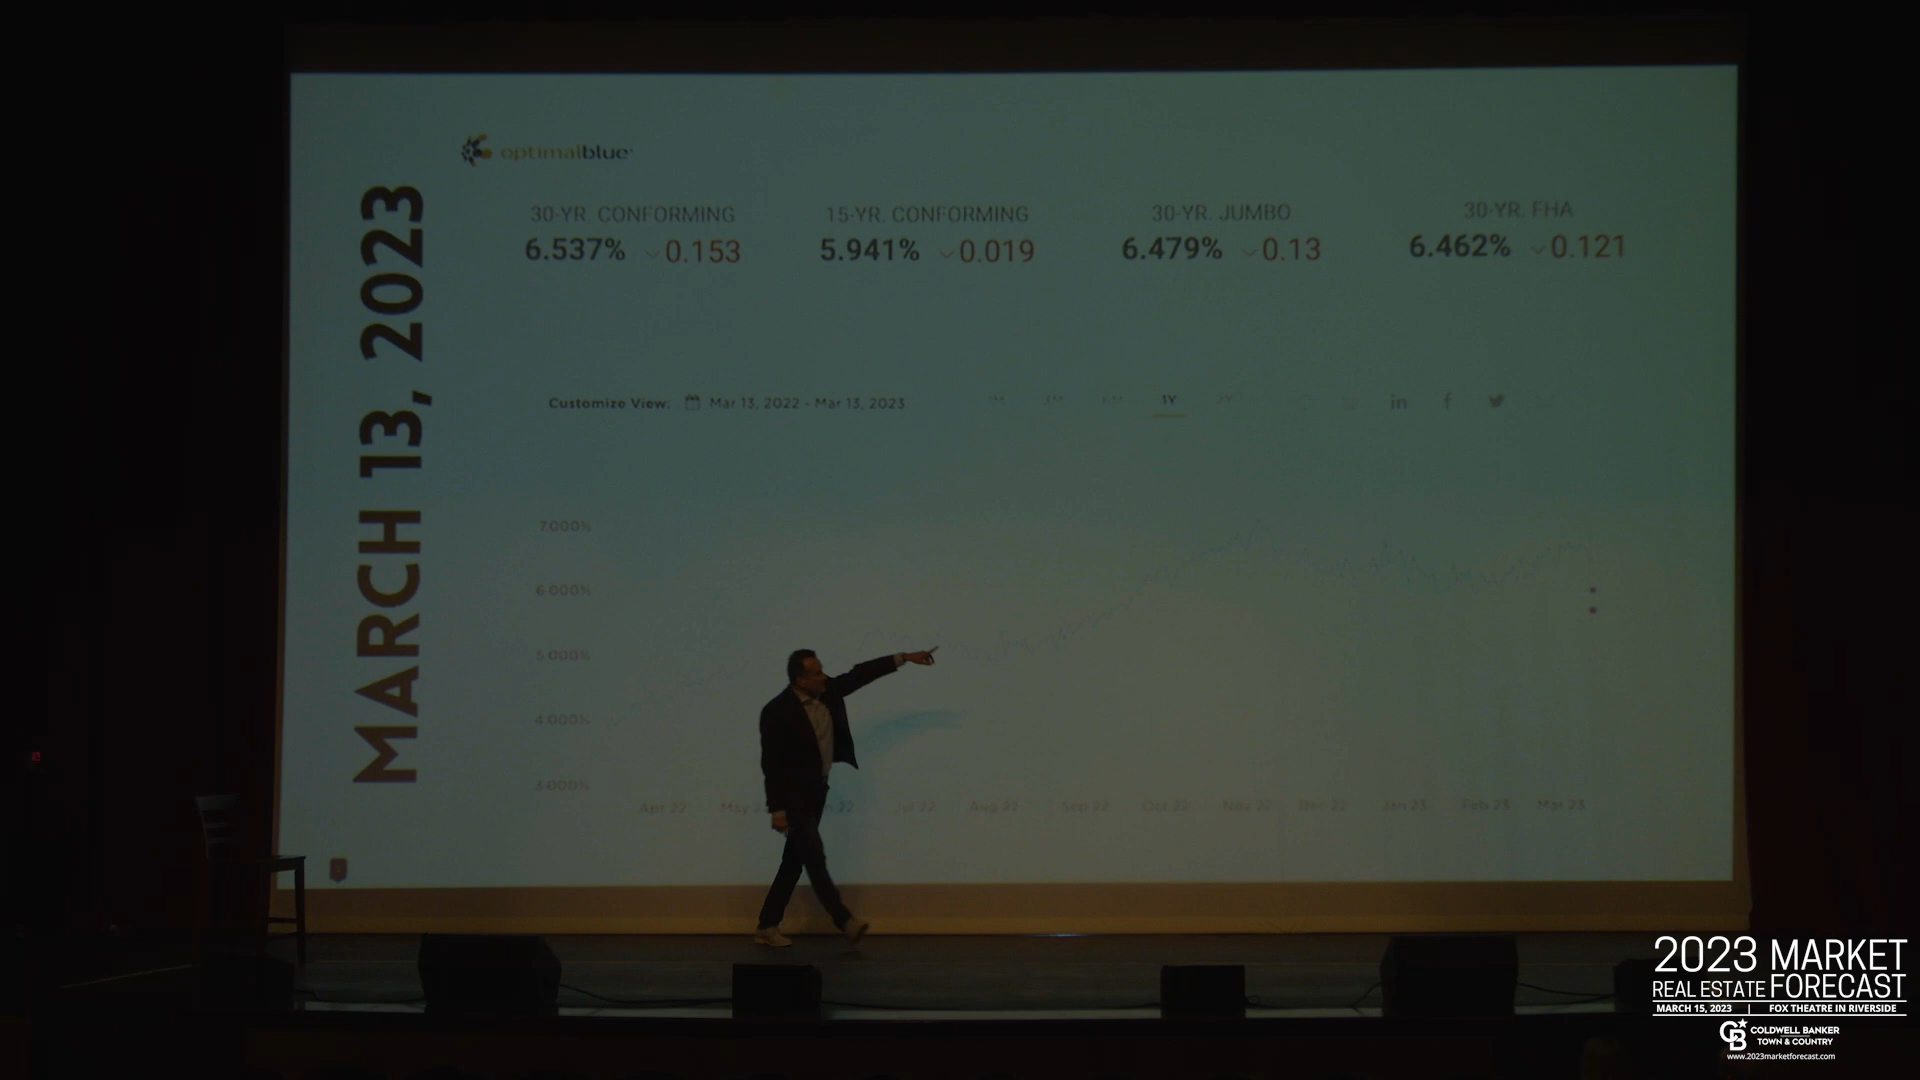 optimalblue
MARCH 13, 2023
30-YR. CONFORMING
6.537% 0.153
15-YR. CONFORMING
5.941% 0.019
30-YR. JUMBO
6.479% 0.13
30-YR. FHA
6.462% 0.121
Customize View: Mar 13, 2022 - Mar 13, 2023
1Y
in f
7.000%
6.000%
5.000%
4.000%
3.000%
Apr 22 May 22 Jul 22 Aug 22 Sep 22 Oct 22 Nov 22 Dec 22 Jan 23 Feb 23 Mar 23
2023 MARKET
REAL ESTATE FORECAST
MARCH 15, 2023 | FOX THEATRE IN RIVERSIDE
CB COLDWELL BANKER
TOWN & COUNTRY
www.2023marketforecast.com